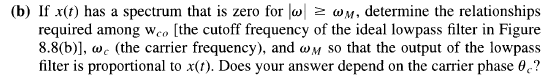 (b) If x(t) has a spectrum that is zero for |ω| ≥ ω_M, determine the relationships
required among w_co [the cutoff frequency of the ideal lowpass filter in Figure
8.8(b)], ω_c (the carrier frequency), and ω_M so that the output of the lowpass
filter is proportional to x(t). Does your answer depend on the carrier phase θ_c?